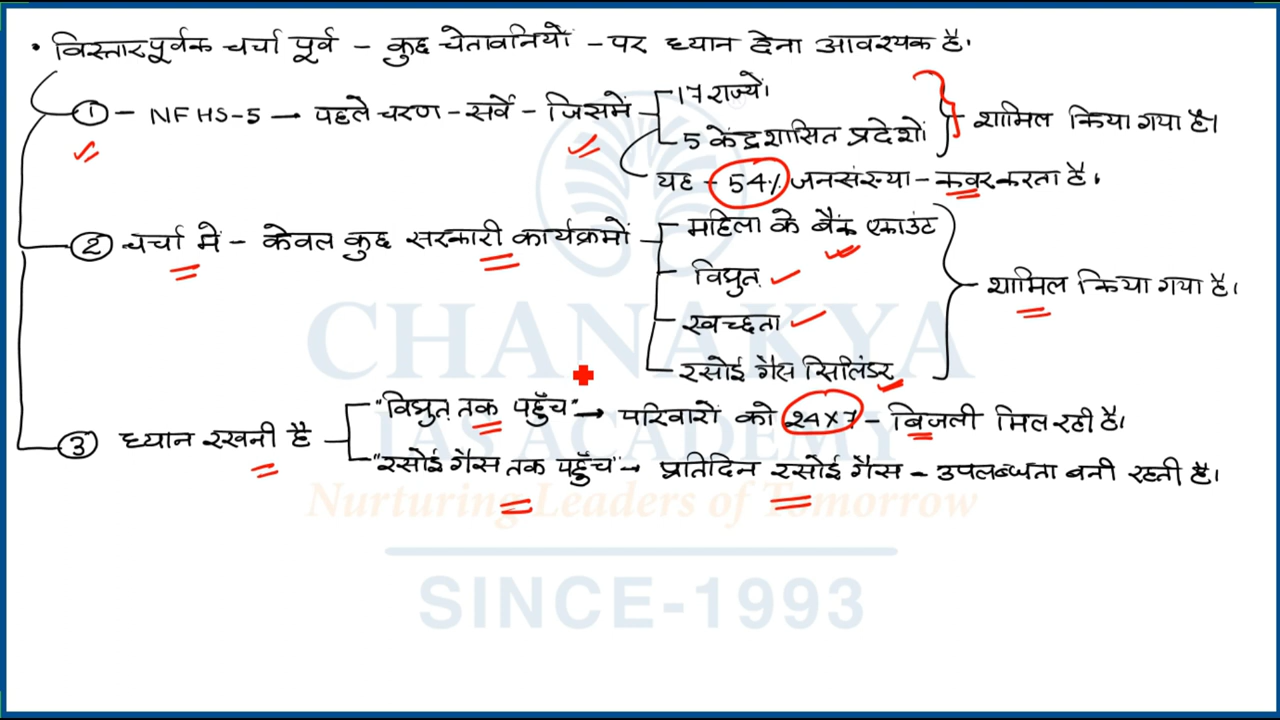 • विस्तारपूर्वक चर्चा पूर्व – कुछ चेतावनियों – पर ध्यान देना आवश्यक है।
① – NFHS-5 → पहले चरण – सर्वे – जिसमें
17 राज्यों
5 केंद्रशासित प्रदेशों
शामिल किया गया है।
यह – 54% जनसंख्या – कवर करता है।
② चर्चा में – केवल कुछ सरकारी कार्यक्रमों
महिला के बैंक एकाउंट
विद्युत
स्वच्छता
रसोई गैस सिलिंडर
शामिल किया गया है।
③ ध्यान रखनी है
"विद्युत तक पहुँच" → परिवारों को 24x7 – बिजली मिल रही है।
"रसोई गैस तक पहुँच" → प्रतिदिन रसोई गैस – उपलब्धता बनी रहती है।
CHANAKYA
IAS ACADEMY
Nurturing Leaders of Tomorrow
SINCE-1993